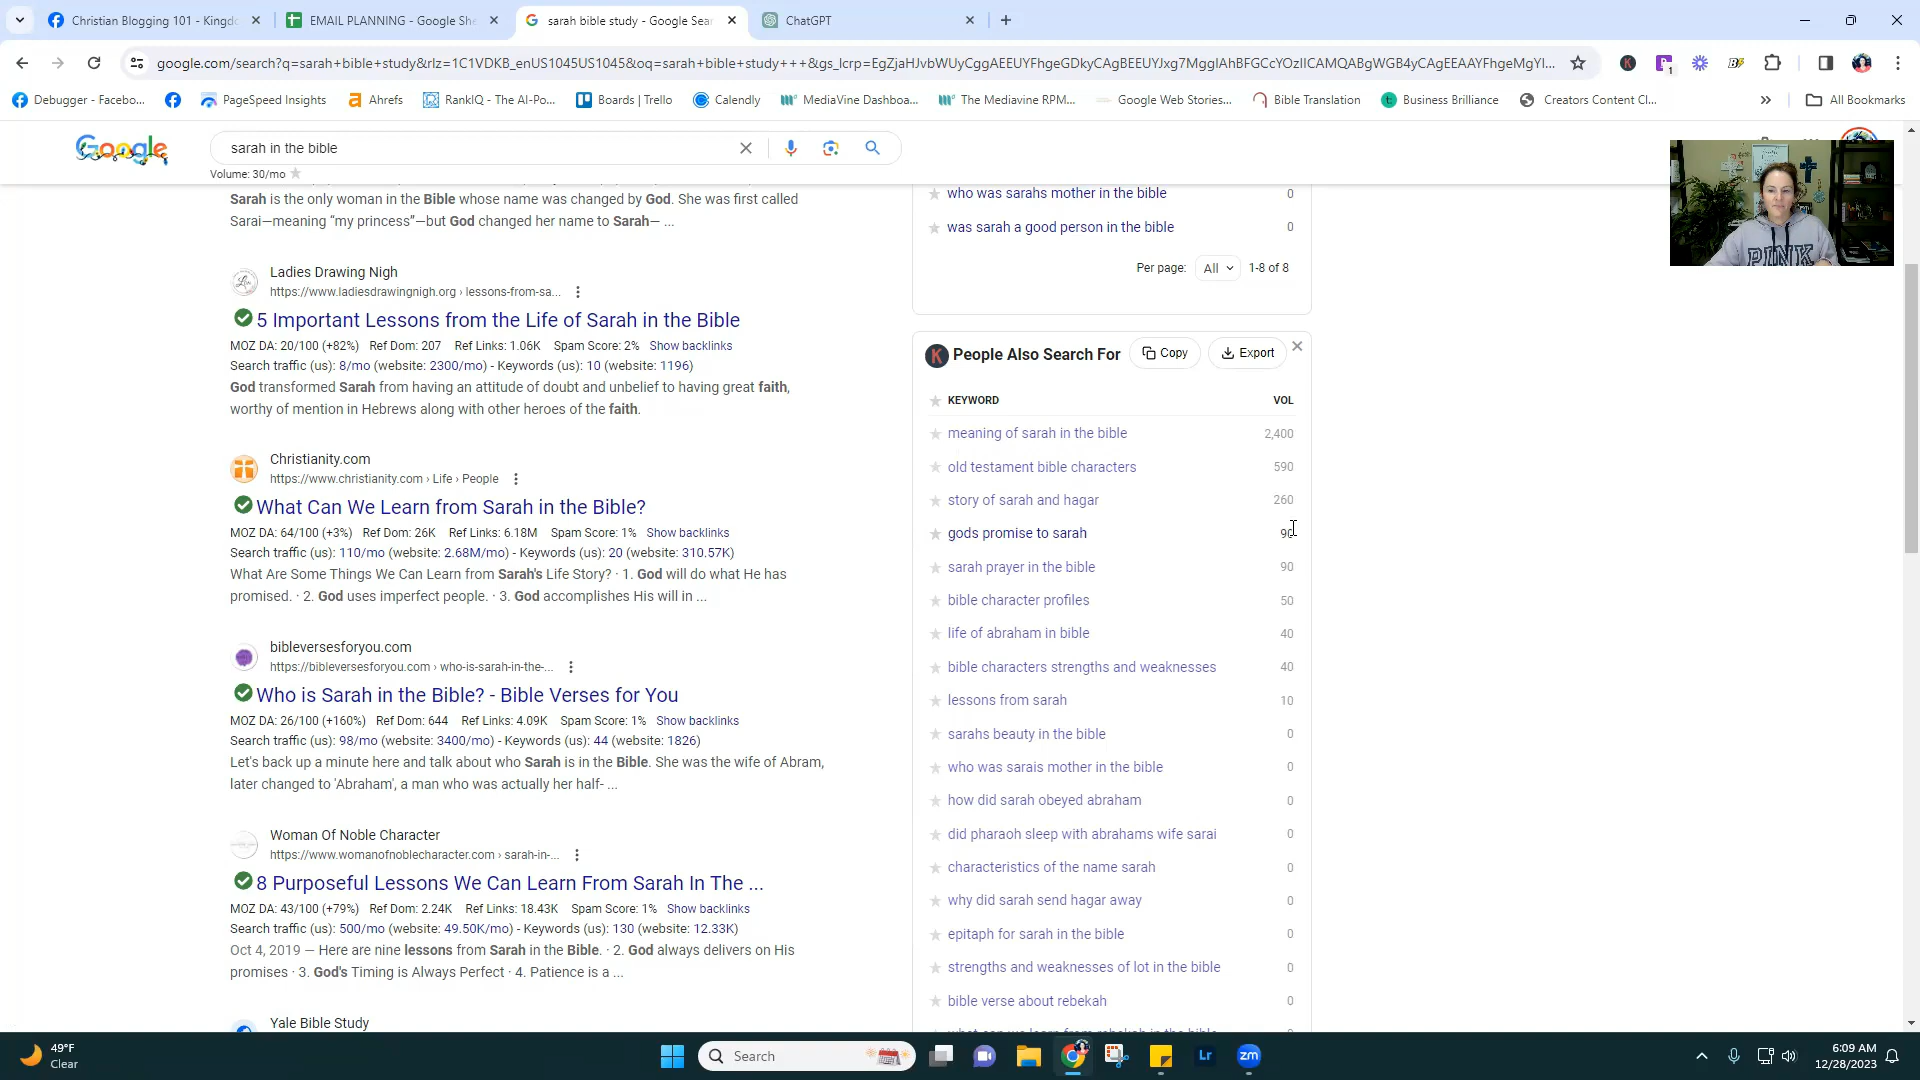 Christian Blogging 101 - Kingdo
EMAIL PLANNING - Google She
sarah bible study - Google Sear
ChatGPT
google.com/search?q=sarah+bible+study&rlz=1C1VDKB_enUS1045US1045&oq=sarah+bible+study+++&gs_lcrp=EgZjaHJvbWUyCggAEEUYFhgeGDkyCAgBEEUYJxg7MggIAhBFGCcYOzIICAMQABgWGB4yCAgEEAAYFhgeMgYI...
Debugger - Facebo...
PageSpeed Insights
Ahrefs
RankIQ - The AI-Po...
Boards | Trello
Calendly
MediaVine Dashboa...
The Mediavine RPM...
Google Web Stories...
Bible Translation
Business Brilliance
Creators Content Cl...
All Bookmarks
Google
sarah in the bible
Volume: 30/mo
Sarah is the only woman in the Bible whose name was changed by God. She was first called
Sarai—meaning “my princess”—but God changed her name to Sarah— ...
Ladies Drawing Nigh
https://www.ladiesdrawingnigh.org › lessons-from-sa...
5 Important Lessons from the Life of Sarah in the Bible
MOZ DA: 20/100 (+82%) Ref Dom: 207 Ref Links: 1.06K Spam Score: 2% Show backlinks
Search traffic (us): 8/mo (website: 2300/mo) - Keywords (us): 10 (website: 1196)
God transformed Sarah from having an attitude of doubt and unbelief to having great faith,
worthy of mention in Hebrews along with other heroes of the faith.
Christianity.com
https://www.christianity.com › Life › People
What Can We Learn from Sarah in the Bible?
MOZ DA: 64/100 (+3%) Ref Dom: 26K Ref Links: 6.18M Spam Score: 1% Show backlinks
Search traffic (us): 110/mo (website: 2.68M/mo) - Keywords (us): 20 (website: 310.57K)
What Are Some Things We Can Learn from Sarah's Life Story? · 1. God will do what He has
promised. · 2. God uses imperfect people. · 3. God accomplishes His will in ...
bibleversesforyou.com
https://bibleversesforyou.com › who-is-sarah-in-the-...
Who is Sarah in the Bible? - Bible Verses for You
MOZ DA: 26/100 (+160%) Ref Dom: 644 Ref Links: 4.09K Spam Score: 1% Show backlinks
Search traffic (us): 98/mo (website: 3400/mo) - Keywords (us): 44 (website: 1826)
Let's back up a minute here and talk about who Sarah is in the Bible. She was the wife of Abram,
later changed to 'Abraham', a man who was actually her half- ...
Woman Of Noble Character
https://www.womanofnoblecharacter.com › sarah-in-...
8 Purposeful Lessons We Can Learn From Sarah In The ...
MOZ DA: 43/100 (+79%) Ref Dom: 2.24K Ref Links: 18.43K Spam Score: 1% Show backlinks
Search traffic (us): 500/mo (website: 49.50K/mo) - Keywords (us): 130 (website: 12.33K)
Oct 4, 2019 — Here are nine lessons from Sarah in the Bible. · 2. God always delivers on His
promises · 3. God's Timing is Always Perfect · 4. Patience is a ...
Yale Bible Study
who was sarahs mother in the bible 0
was sarah a good person in the bible 0
Per page: All 1-8 of 8
K People Also Search For Copy Export
KEYWORD VOL
meaning of sarah in the bible 2,400
old testament bible characters 590
story of sarah and hagar 260
gods promise to sarah 90
sarah prayer in the bible 90
bible character profiles 50
life of abraham in bible 40
bible characters strengths and weaknesses 40
lessons from sarah 10
sarahs beauty in the bible 0
who was sarais mother in the bible 0
how did sarah obeyed abraham 0
did pharaoh sleep with abrahams wife sarai 0
characteristics of the name sarah 0
why did sarah send hagar away 0
epitaph for sarah in the bible 0
strengths and weaknesses of lot in the bible 0
bible verse about rebekah 0
what can we learn from rebekah in the bible 0
PINK
49°F
Clear
Search
Lr
zm
6:09 AM
12/28/2023